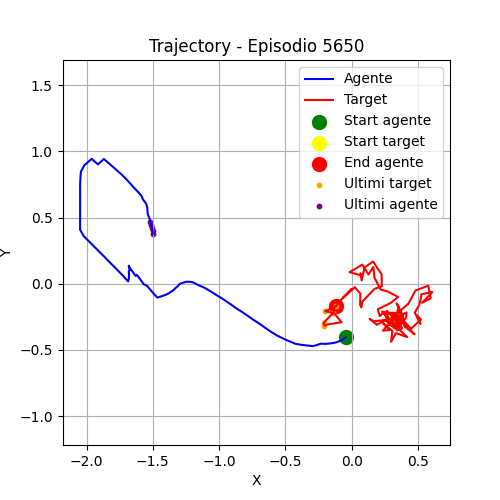 Trajectory - Episodio 5650
Agente
Target
Start agente
Start target
End agente
Ultimi target
Ultimi agente
1.5
1.0
0.5
0.0
−0.5
−1.0
Y
−2.0 −1.5 −1.0 −0.5 0.0 0.5
X